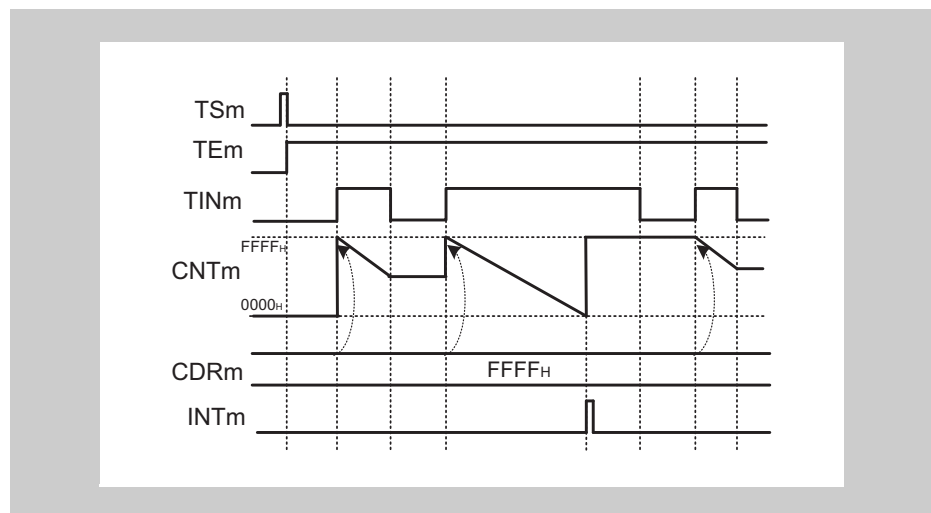 TSm
TEm
TINm
FFFFH
CNTm
0000H
CDRm
FFFFH
INTm